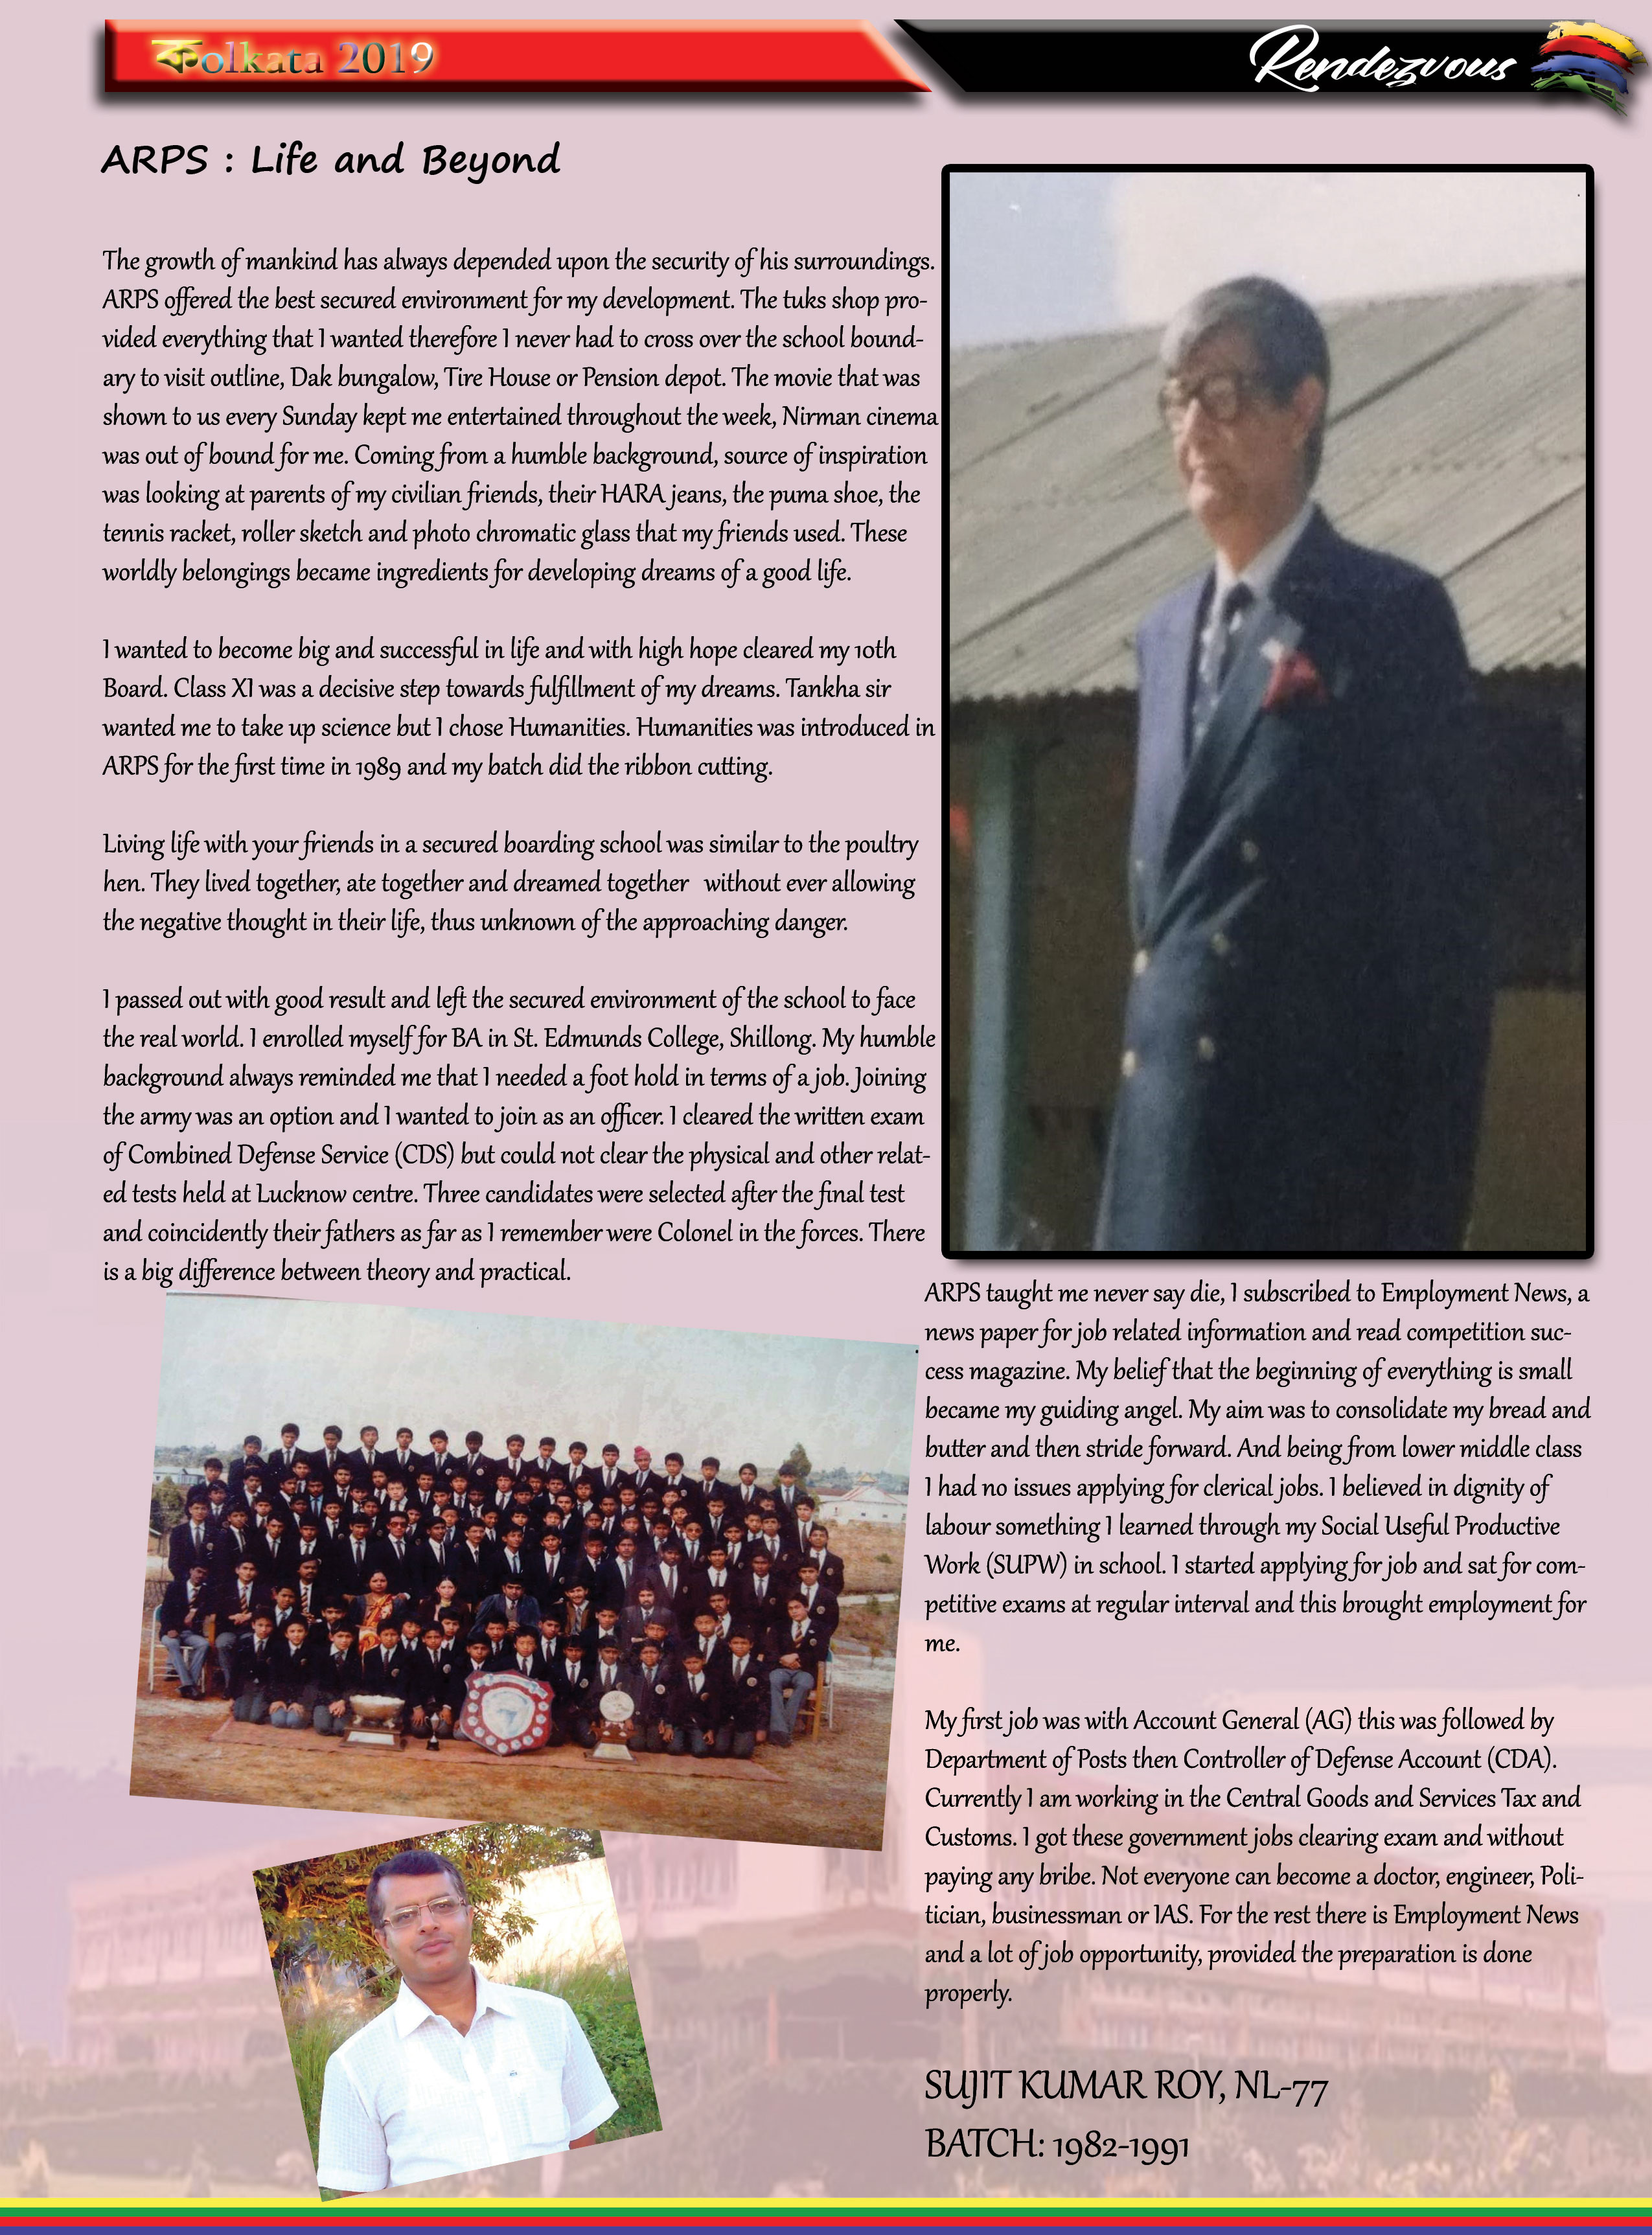 কolkata 2019
Rendezvous
ARPS : Life and Beyond
The growth of mankind has always depended upon the security of his surroundings.
ARPS offered the best secured environment for my development. The tuks shop pro-
vided everything that I wanted therefore I never had to cross over the school bound-
ary to visit outline, Dak bungalow, Tire House or Pension depot. The movie that was
shown to us every Sunday kept me entertained throughout the week, Nirman cinema
was out of bound for me. Coming from a humble background, source of inspiration
was looking at parents of my civilian friends, their HARA jeans, the puma shoe, the
tennis racket, roller sketch and photo chromatic glass that my friends used. These
worldly belongings became ingredients for developing dreams of a good life.
I wanted to become big and successful in life and with high hope cleared my 10th
Board. Class XI was a decisive step towards fulfillment of my dreams. Tankha sir
wanted me to take up science but I chose Humanities. Humanities was introduced in
ARPS for the first time in 1989 and my batch did the ribbon cutting.
Living life with your friends in a secured boarding school was similar to the poultry
hen. They lived together, ate together and dreamed together without ever allowing
the negative thought in their life, thus unknown of the approaching danger.
I passed out with good result and left the secured environment of the school to face
the real world. I enrolled myself for BA in St. Edmunds College, Shillong. My humble
background always reminded me that I needed a foot hold in terms of a job. Joining
the army was an option and I wanted to join as an officer. I cleared the written exam
of Combined Defense Service (CDS) but could not clear the physical and other relat-
ed tests held at Lucknow centre. Three candidates were selected after the final test
and coincidently their fathers as far as I remember were Colonel in the forces. There
is a big difference between theory and practical.
ARPS taught me never say die, I subscribed to Employment News, a
news paper for job related information and read competition suc-
cess magazine. My belief that the beginning of everything is small
became my guiding angel. My aim was to consolidate my bread and
butter and then stride forward. And being from lower middle class
I had no issues applying for clerical jobs. I believed in dignity of
labour something I learned through my Social Useful Productive
Work (SUPW) in school. I started applying for job and sat for com-
petitive exams at regular interval and this brought employment for
me.
My first job was with Account General (AG) this was followed by
Department of Posts then Controller of Defense Account (CDA).
Currently I am working in the Central Goods and Services Tax and
Customs. I got these government jobs clearing exam and without
paying any bribe. Not everyone can become a doctor, engineer, Poli-
tician, businessman or IAS. For the rest there is Employment News
and a lot of job opportunity, provided the preparation is done
properly.
SUJIT KUMAR ROY, NL-77
BATCH: 1982-1991